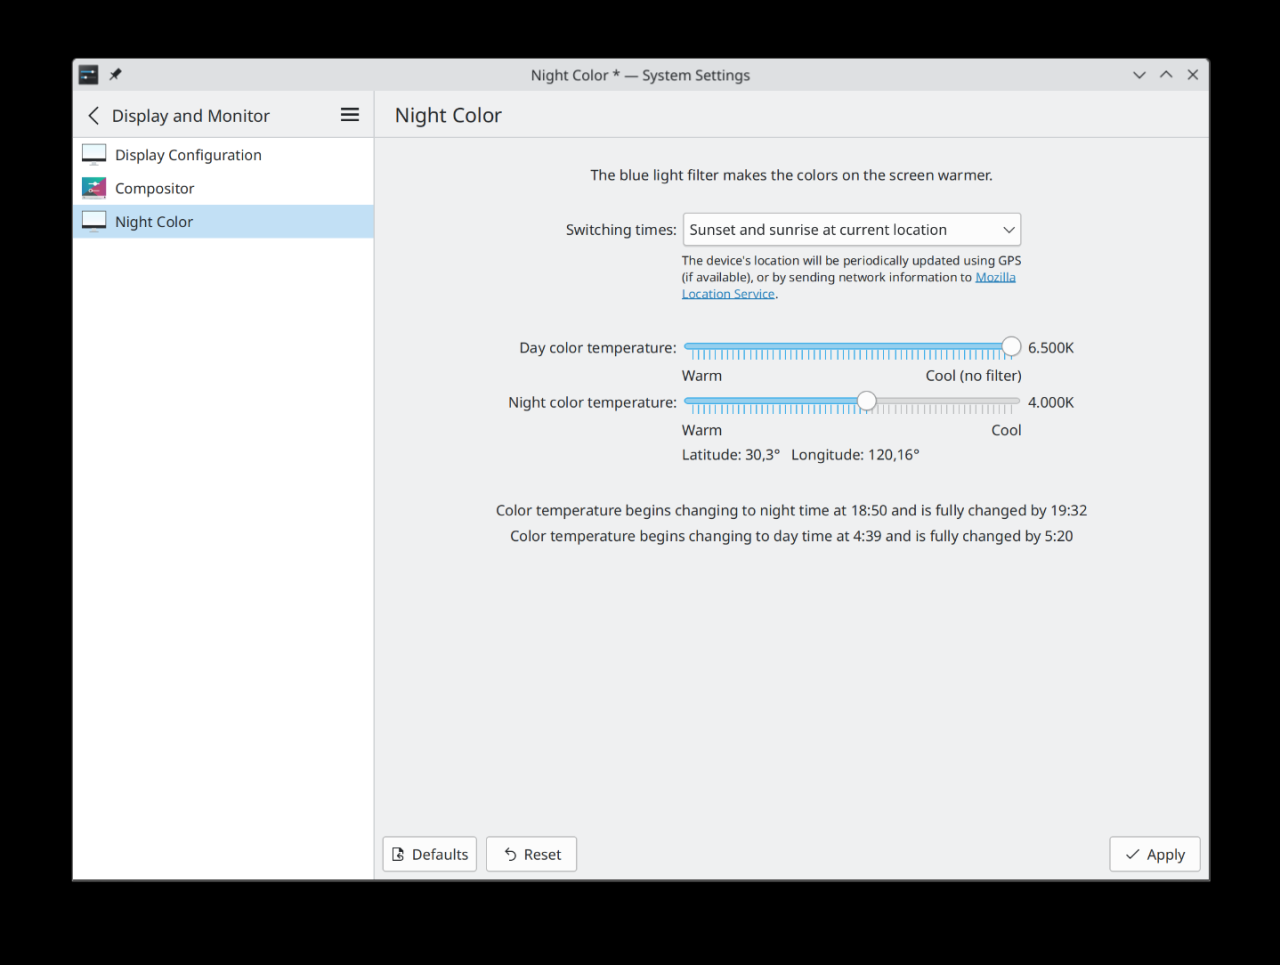 Night Color * — System Settings
Display and Monitor
Night Color
Display Configuration
Compositor
Night Color
The blue light filter makes the colors on the screen warmer.
Switching times: Sunset and sunrise at current location
The device's location will be periodically updated using GPS
(if available), or by sending network information to Mozilla
Location Service.
Day color temperature: 6.500K
Warm Cool (no filter)
Night color temperature: 4.000K
Warm Cool
Latitude: 30,3° Longitude: 120,16°
Color temperature begins changing to night time at 18:50 and is fully changed by 19:32
Color temperature begins changing to day time at 4:39 and is fully changed by 5:20
Defaults Reset Apply